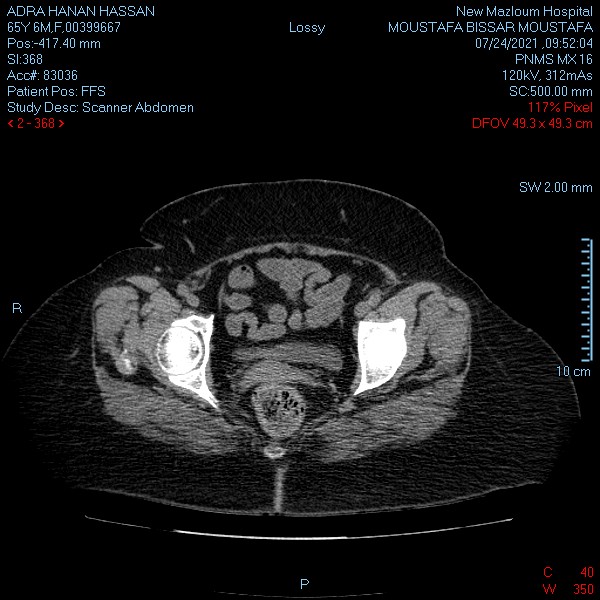 ADRA HANAN HASSAN
65Y 6M,F,00399667
Pos:-417.40 mm
SI:368
Acc#: 83036
Patient Pos: FFS
Study Desc: Scanner Abdomen
< 2 - 368 >
Lossy
New Mazloum Hospital
MOUSTAFA BISSAR MOUSTAFA
07/24/2021 ,09:52:04
PNMS MX 16
120kV, 312mAs
SC:500.00 mm
117% Pixel
DFOV 49.3 x 49.3 cm
SW 2.00 mm
R
10 cm
P
C 40
W 350